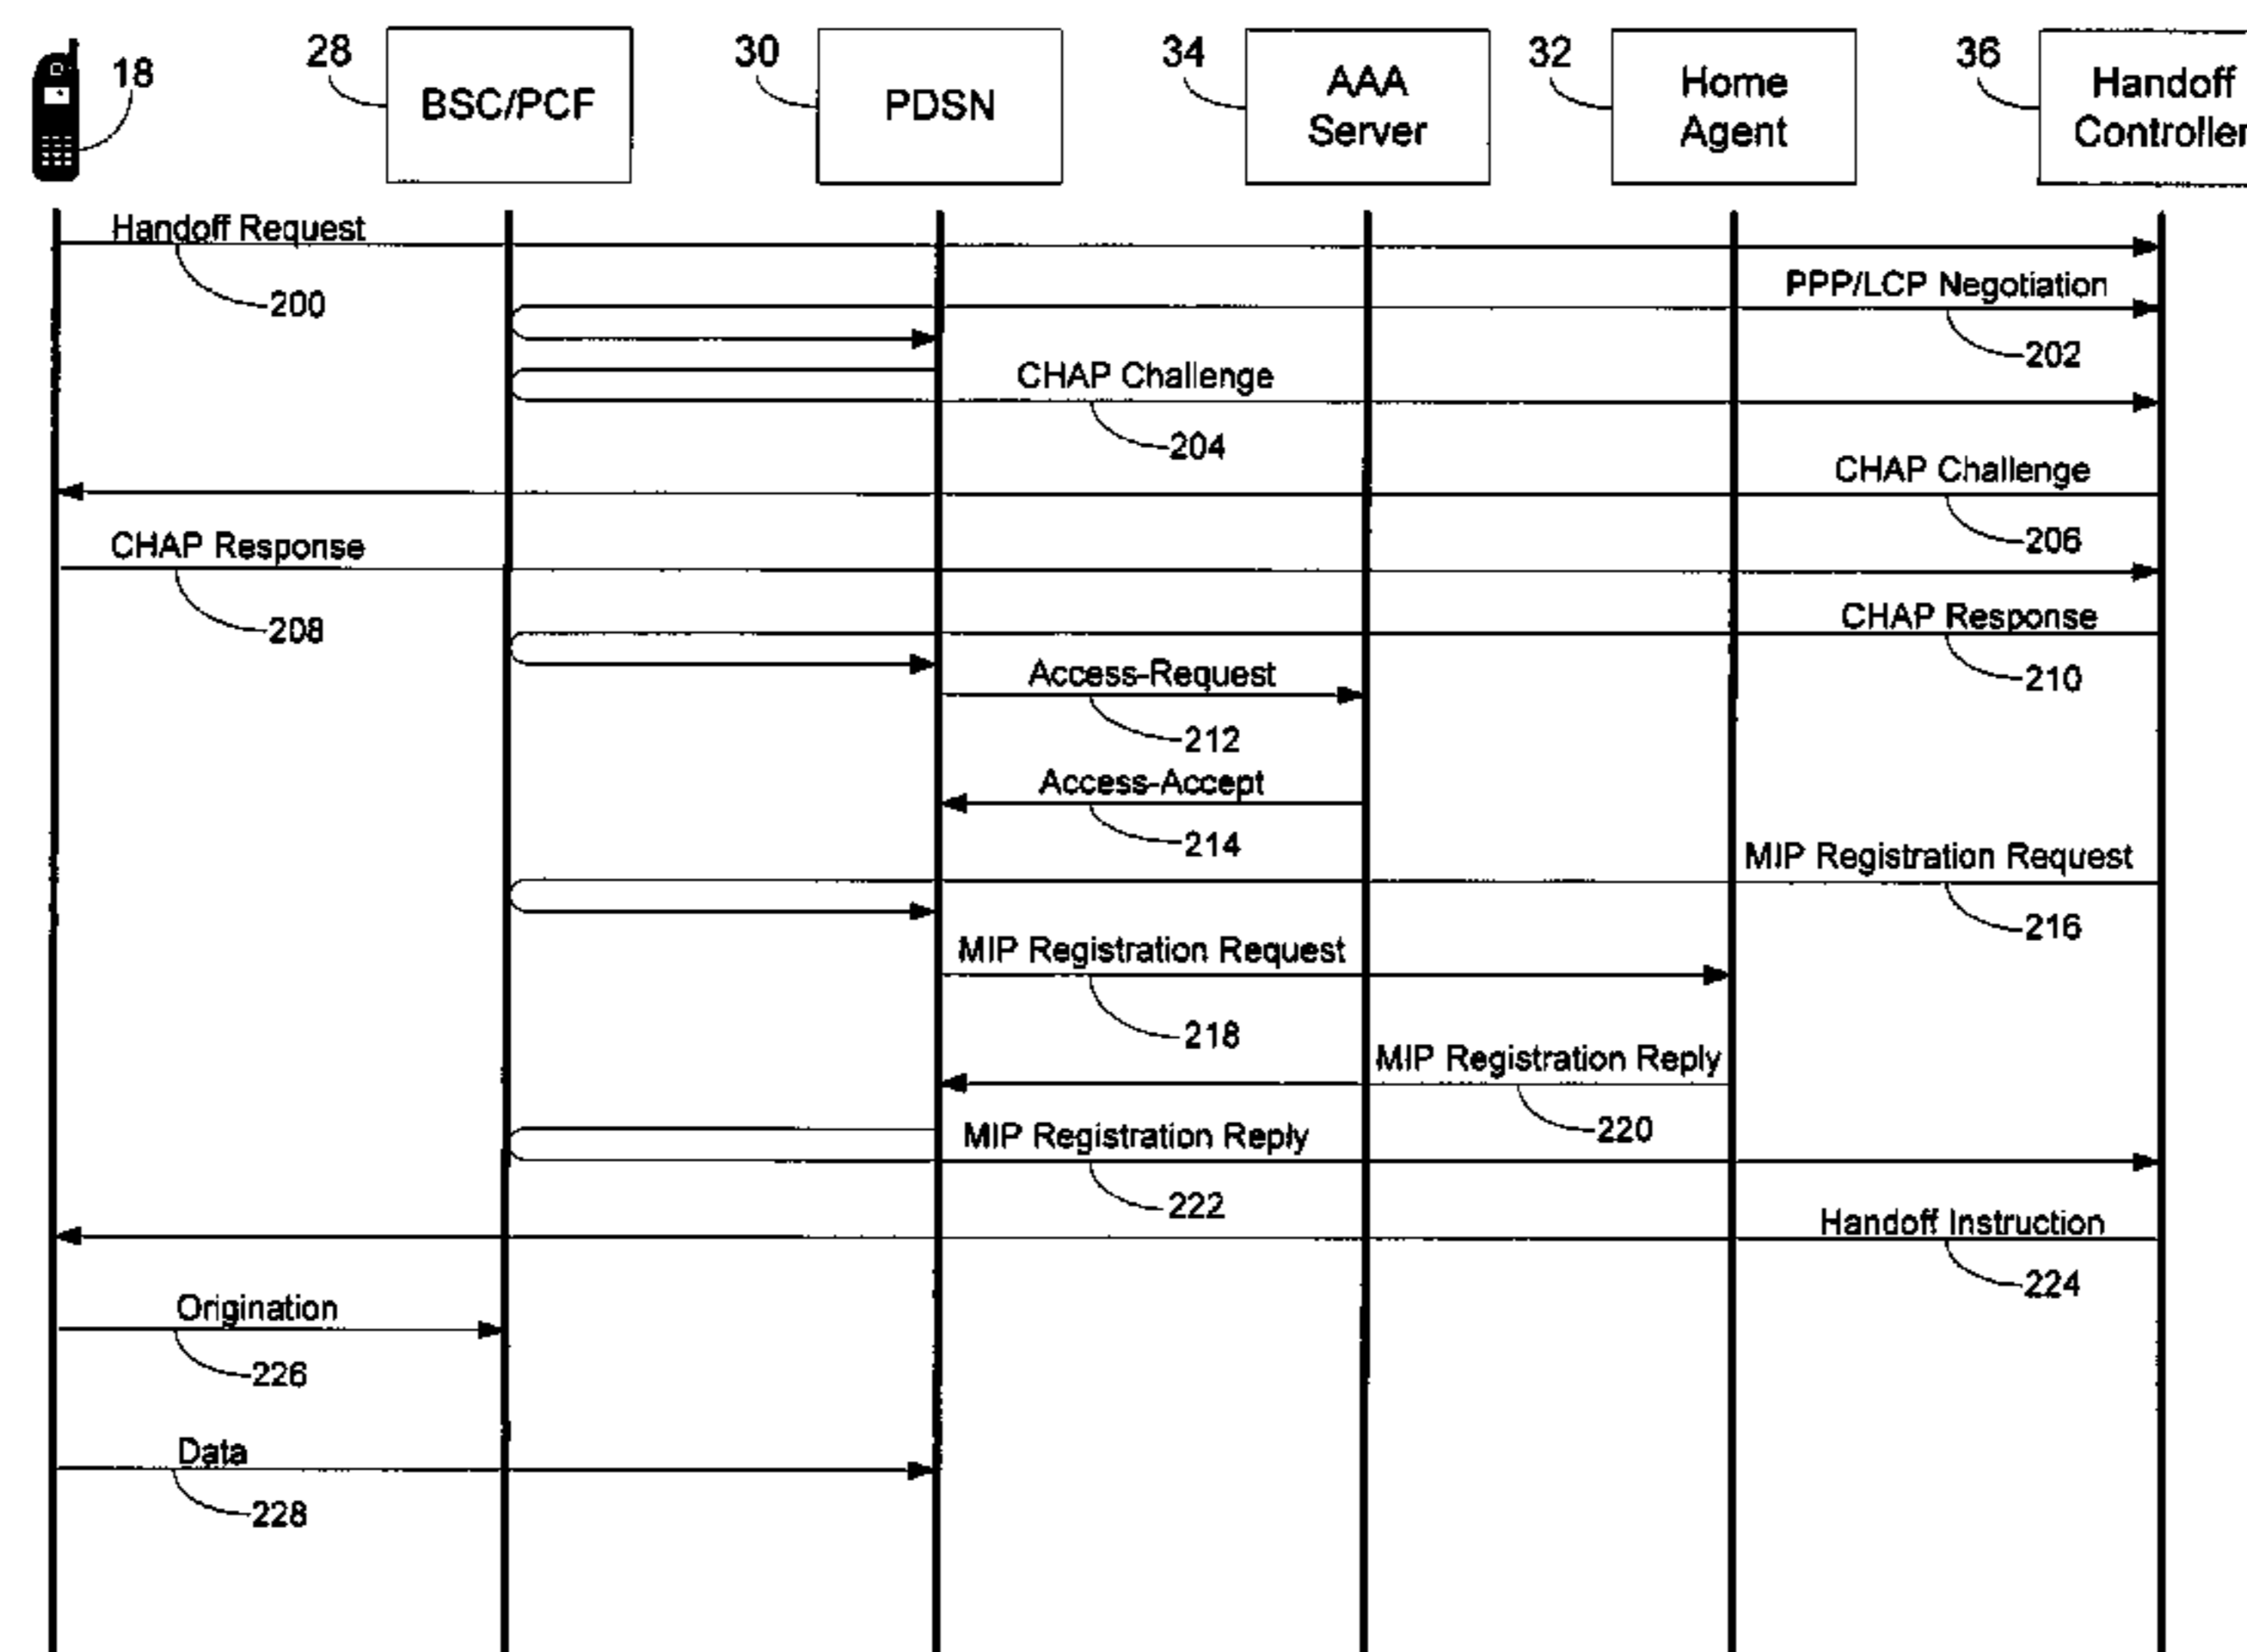 18
28
BSC/PCF
30
PDSN
34
AAA
Server
32
Home
Agent
36
Handoff
Controller
Handoff Request
200
PPP/LCP Negotiation
202
CHAP Challenge
204
CHAP Challenge
206
CHAP Response
208
CHAP Response
210
Access-Request
212
Access-Accept
214
MIP Registration Request
216
MIP Registration Request
218
MIP Registration Reply
220
MIP Registration Reply
222
Handoff Instruction
224
Origination
226
Data
228